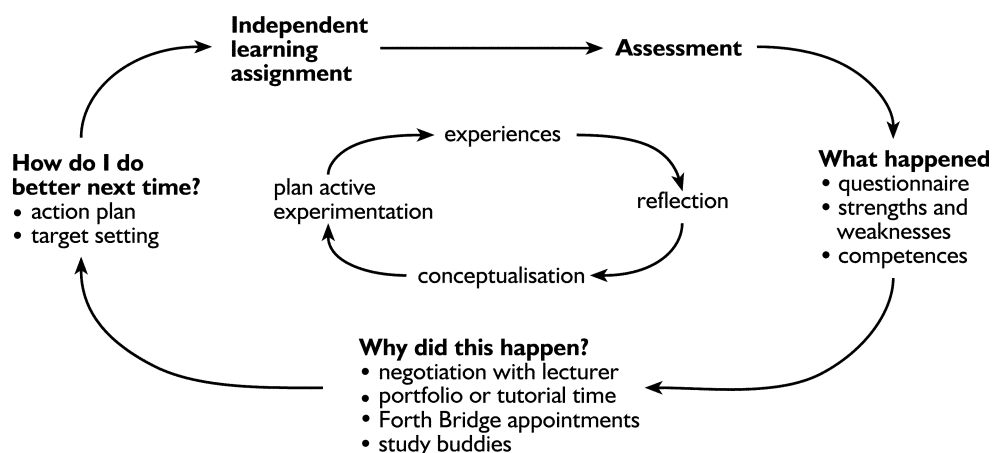 Independent
learning
assignment
Assessment
experiences
What happened
• questionnaire
• strengths and
weaknesses
• competences
reflection
conceptualisation
plan active
experimentation
Why did this happen?
• negotiation with lecturer
• portfolio or tutorial time
• Forth Bridge appointments
• study buddies
How do I do
better next time?
• action plan
• target setting